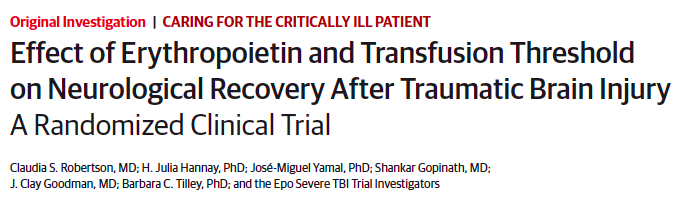 Original Investigation | CARING FOR THE CRITICALLY ILL PATIENT
Effect of Erythropoietin and Transfusion Threshold
on Neurological Recovery After Traumatic Brain Injury
A Randomized Clinical Trial
Claudia S. Robertson, MD; H. Julia Hannay, PhD; José-Miguel Yamal, PhD; Shankar Gopinath, MD;
J. Clay Goodman, MD; Barbara C. Tilley, PhD; and the Epo Severe TBI Trial Investigators